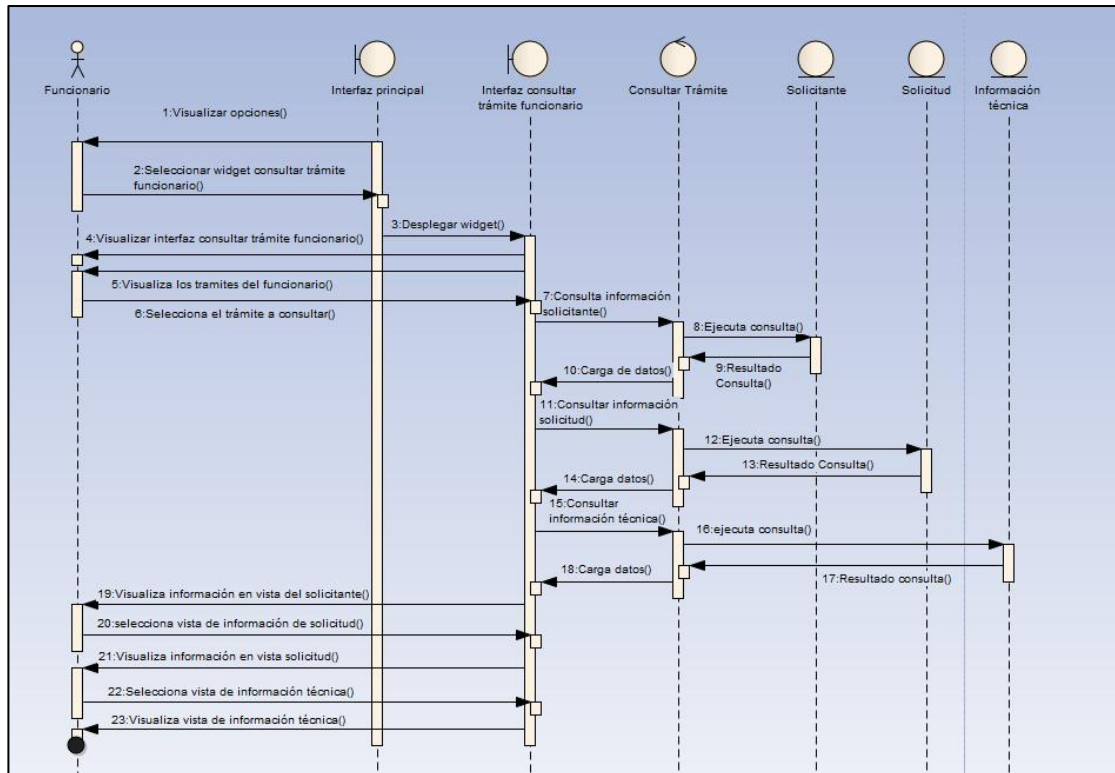 Funcionario
Interfaz principal
Interfaz consultar
trámite funcionario
Consultar Trámite
Solicitante
Solicitud
Información
técnica
1:Visualizar opciones()
2:Seleccionar widget consultar trámite
funcionario()
3:Desplegar widget()
4:Visualizar interfaz consultar trámite funcionario()
5:Visualiza los tramites del funcionario()
6:Selecciona el trámite a consultar()
7:Consulta información
solicitante()
8:Ejecuta consulta()
9:Resultado
Consulta()
10:Carga de datos()
11:Consultar información
solicitud()
12:Ejecuta consulta()
13:Resultado Consulta()
14:Carga datos()
15:Consultar
información técnica()
16:ejecuta consulta()
17:Resultado consulta()
18:Carga datos()
19:Visualiza información en vista del solicitante()
20:selecciona vista de información de solicitud()
21:Visualiza información en vista solicitud()
22:Selecciona vista de información técnica()
23:Visualiza vista de información técnica()